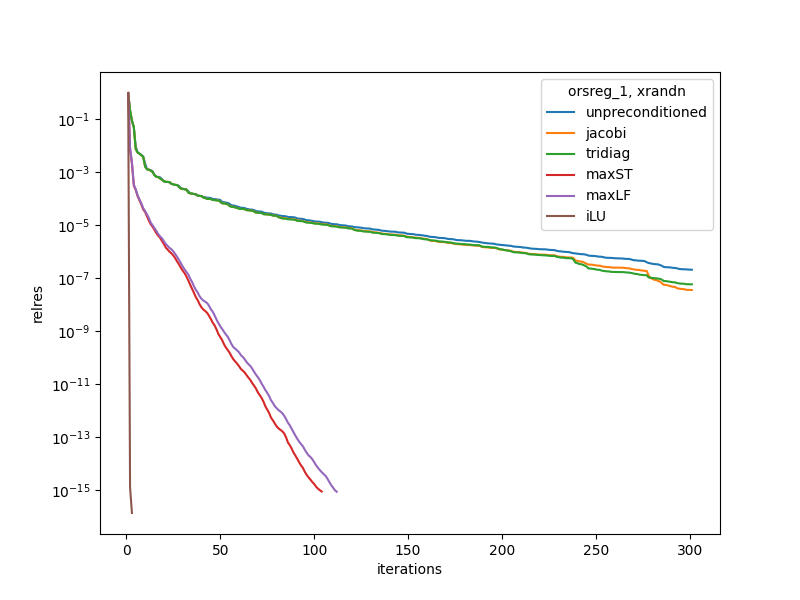 orsreg_1, xrandn
unpreconditioned
jacobi
tridiag
maxST
maxLF
iLU
10⁻¹
10⁻³
10⁻⁵
10⁻⁷
10⁻⁹
10⁻¹¹
10⁻¹³
10⁻¹⁵
relres
0 50 100 150 200 250 300
iterations